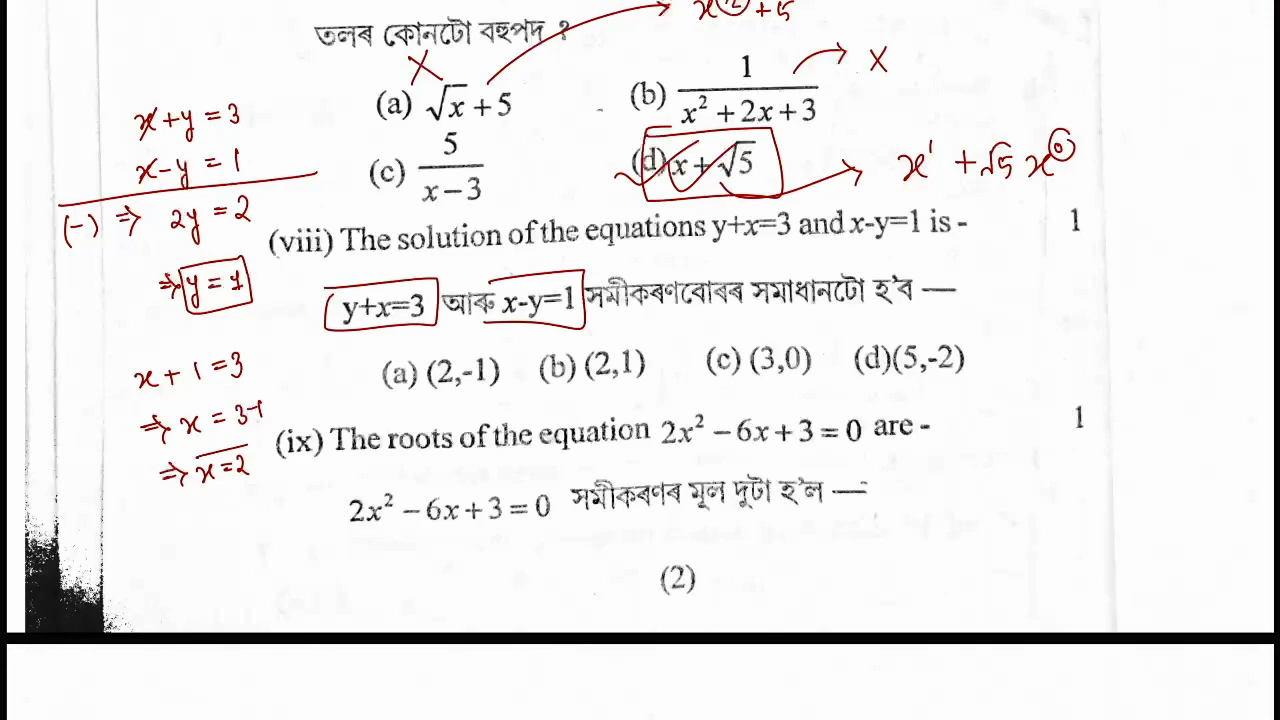 তলৰ কোনটো বহুপদ ?
(a) √x + 5
(b) 1/(x² + 2x + 3)
(c) 5/(x − 3)
(d) x + √5
x¹ + √5 x⁰
x + y = 3
x - y = 1
(-) ⇒ 2y = 2
⇒ y = 1
(viii) The solution of the equations y+x=3 and x-y=1 is - 1
y+x=3 আৰু x-y=1 সমীকৰণবোৰৰ সমাধানটো হ'ব —
(a) (2,-1) (b) (2,1) (c) (3,0) (d)(5,-2)
x + 1 = 3
⇒ x = 3-1
⇒ x = 2
(ix) The roots of the equation 2x² − 6x + 3 = 0 are - 1
2x² − 6x + 3 = 0 সমীকৰণৰ মূল দুটা হ'ল —
(2)